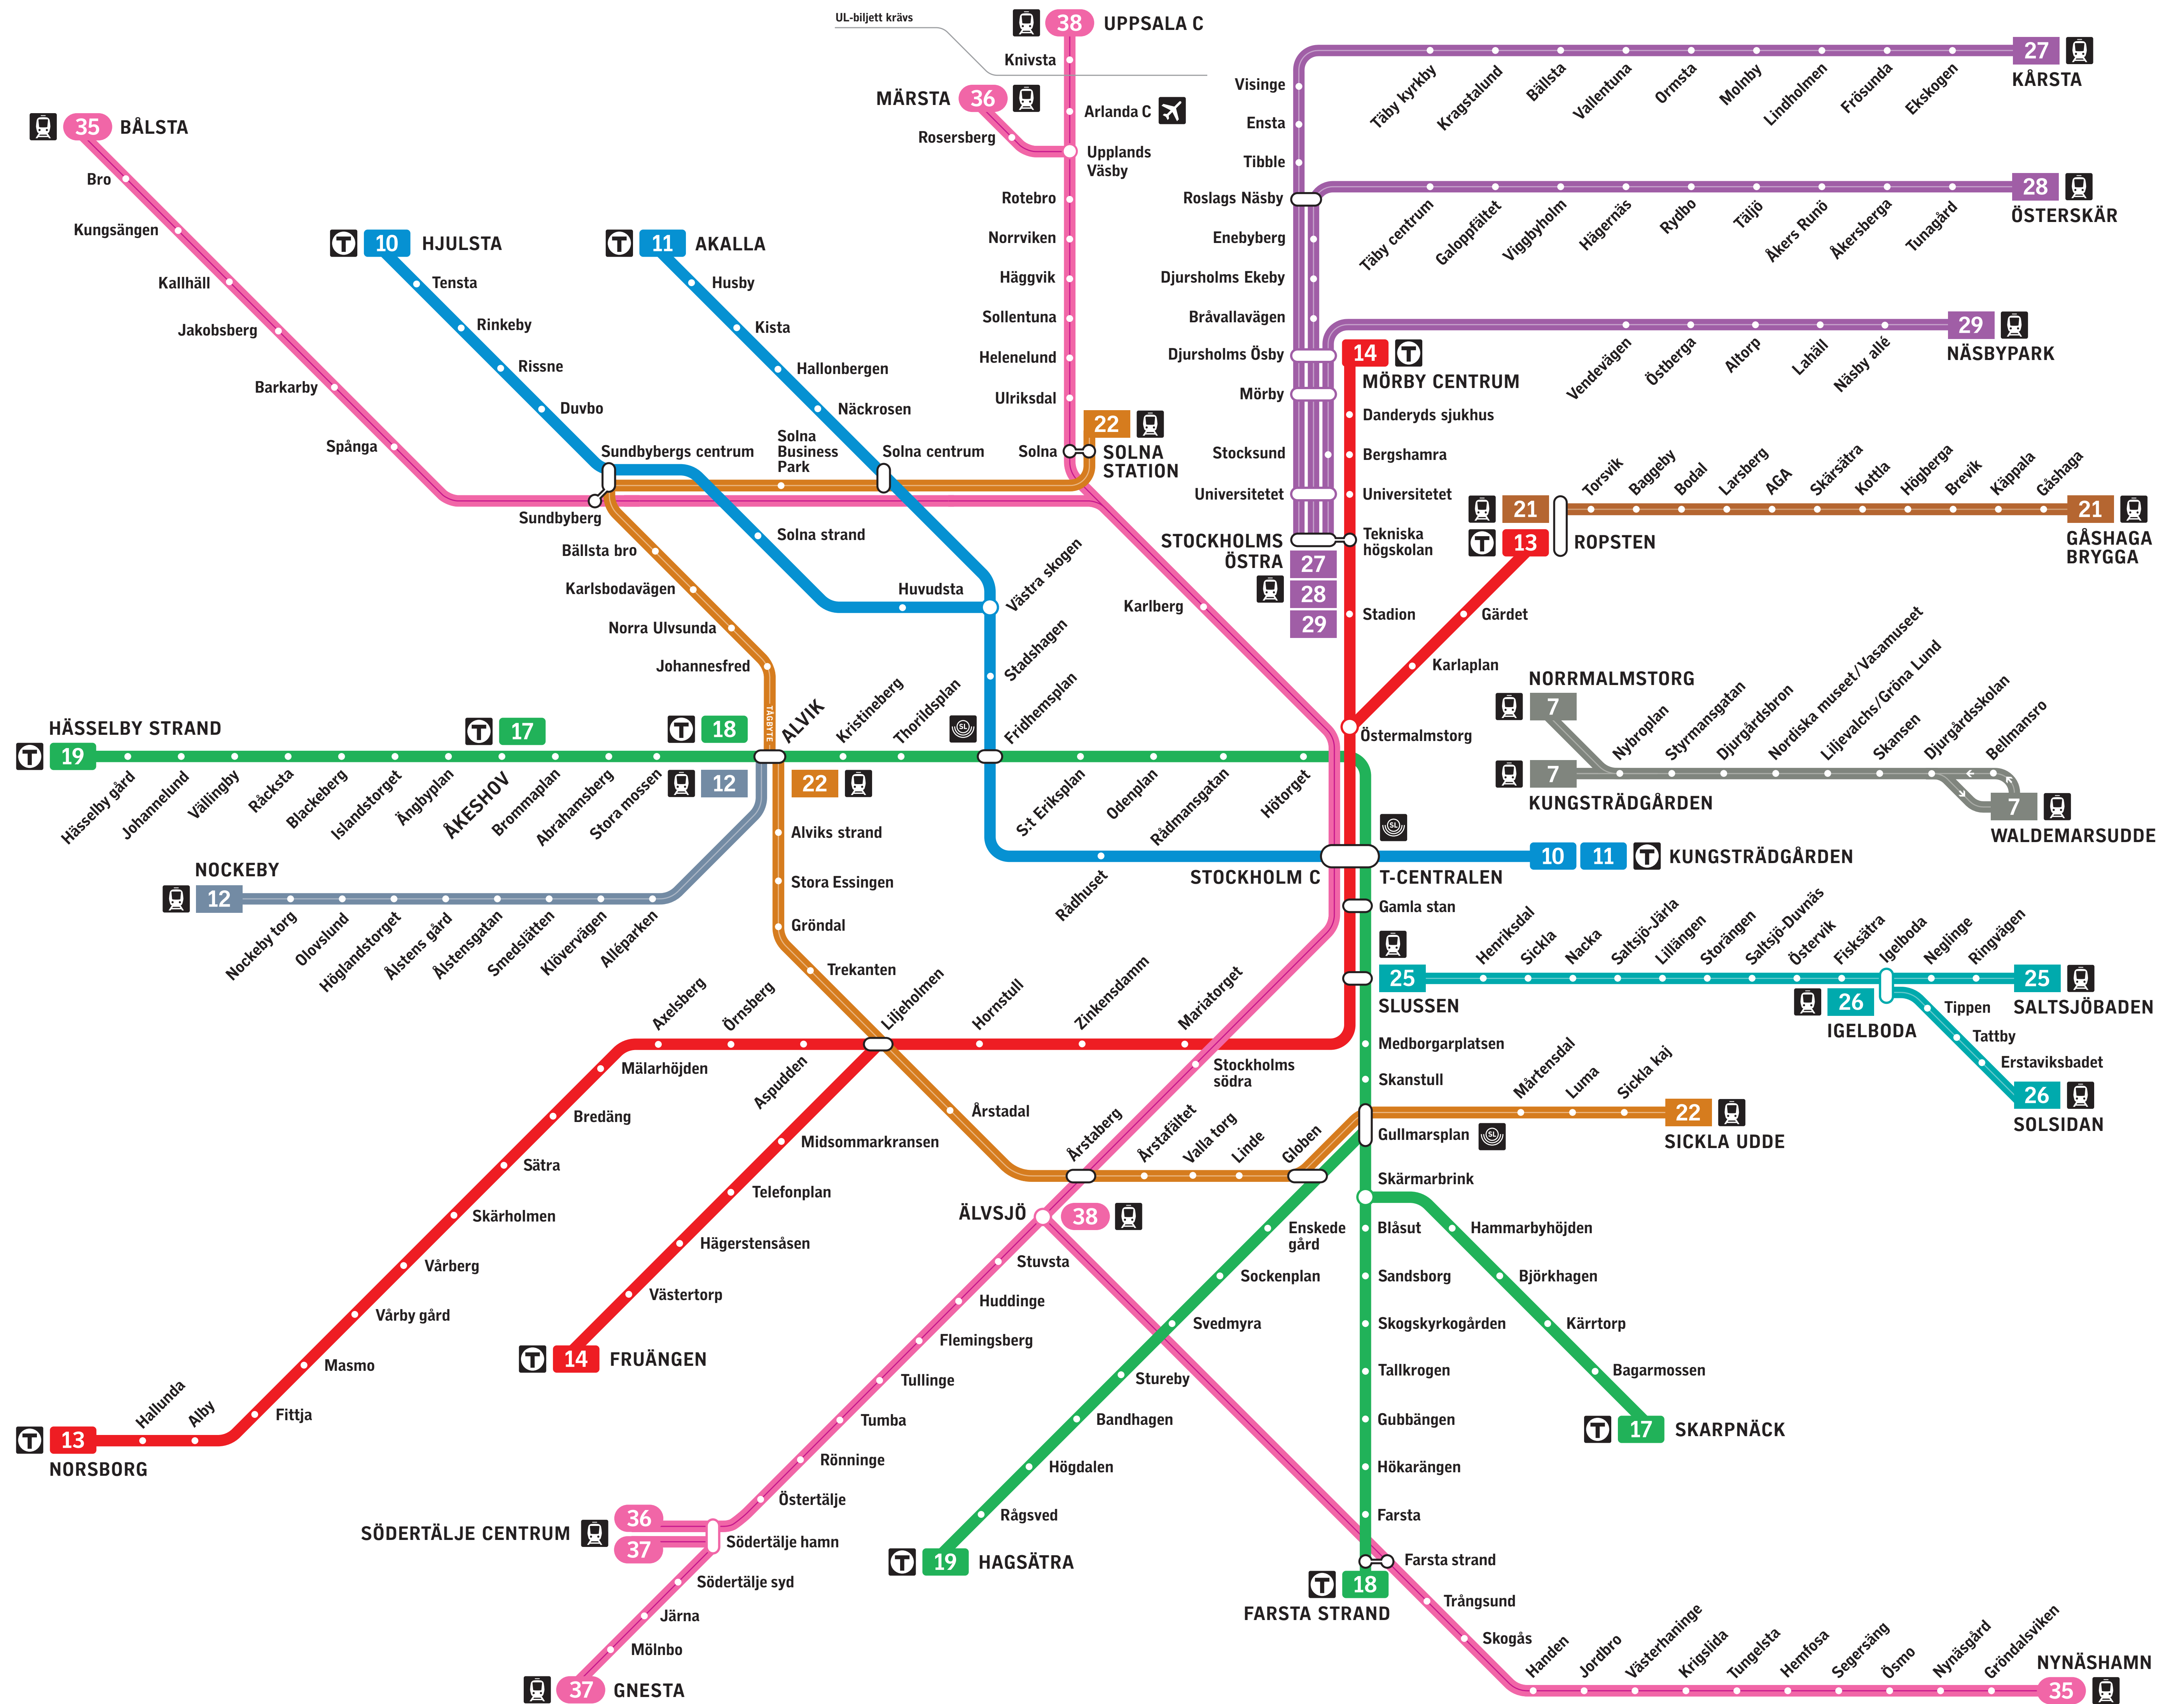 UL-biljett krävs
38 UPPSALA C
Knivsta
MÄRSTA 36
Arlanda C
Rosersberg
Upplands
Väsby
Rotebro
Norrviken
Häggvik
Sollentuna
Helenelund
Ulriksdal
Solna
22
SOLNA
STATION
35 BÅLSTA
Bro
Kungsängen
Kallhäll
Jakobsberg
Barkarby
Spånga
Sundbyberg
10 HJULSTA
Tensta
Rinkeby
Rissne
Duvbo
Sundbybergs centrum
11 AKALLA
Husby
Kista
Hallonbergen
Näckrosen
Solna centrum
Solna
Business
Park
Solna strand
Huvudsta
Västra skogen
Stadshagen
Fridhemsplan
SL
Bällsta bro
Karlsbodavägen
Norra Ulvsunda
Johannesfred
TÅGBYTE
Karlberg
Visinge
Ensta
Tibble
Roslags Näsby
Enebyberg
Djursholms Ekeby
Bråvallavägen
Djursholms Ösby
Mörby
Stocksund
Universitetet
STOCKHOLMS
ÖSTRA
27
28
29
Täby kyrkby
Kragstalund
Bällsta
Vallentuna
Ormsta
Molnby
Lindholmen
Frösunda
Ekskogen
27
KÅRSTA
Täby centrum
Galoppfältet
Viggbyholm
Hägernäs
Rydbo
Täljö
Åkers Runö
Åkersberga
Tunagård
28
ÖSTERSKÄR
Vendevägen
Östberga
Altorp
Lahäll
Näsby allé
29
NÄSBYPARK
14
MÖRBY CENTRUM
Danderyds sjukhus
Bergshamra
Universitetet
Tekniska
högskolan
Stadion
Östermalmstorg
21
13
ROPSTEN
Gärdet
Karlaplan
Torsvik
Baggeby
Bodal
Larsberg
AGA
Skärsätra
Kottla
Högberga
Brevik
Käppala
Gåshaga
21
GÅSHAGA
BRYGGA
NORRMALMSTORG
7
7
KUNGSTRÄDGÅRDEN
Nybroplan
Styrmansgatan
Djurgårdsbron
Nordiska museet/Vasamuseet
Liljevalchs/Gröna Lund
Skansen
Djurgårdsskolan
Bellmansro
7
WALDEMARSUDDE
HÄSSELBY STRAND
19
Hässelby gård
Johannelund
Vällingby
Råcksta
Blackeberg
Islandstorget
Ängbyplan
17
ÅKESHOV
Brommaplan
Abrahamsberg
Stora mossen
18
ALVIK
12
22
Kristineberg
Thorildsplan
S:t Eriksplan
Odenplan
Rådmansgatan
Hötorget
Rådhuset
SL
STOCKHOLM C
T-CENTRALEN
10 11 KUNGSTRÄDGÅRDEN
NOCKEBY
12
Nockeby torg
Olovslund
Höglandstorget
Ålstens gård
Ålstensgatan
Smedslätten
Klövervägen
Alléparken
Alviks strand
Stora Essingen
Gröndal
Trekanten
Liljeholmen
Årstadal
Årstaberg
Årstafältet
Valla torg
Linde
Globen
Gamla stan
25
SLUSSEN
Henriksdal
Sickla
Nacka
Saltsjö-Järla
Lillängen
Storängen
Saltsjö-Duvnäs
Östervik
Fisksätra
Igelboda
Neglinge
Ringvägen
25
SALTSJÖBADEN
26
IGELBODA
Tippen
Tattby
Erstaviksbadet
26
SOLSIDAN
Medborgarplatsen
Skanstull
Gullmarsplan
SL
Mårtensdal
Luma
Sickla kaj
22
SICKLA UDDE
Axelsberg
Örnsberg
Aspudden
Hornstull
Zinkensdamm
Mariatorget
Stockholms
södra
Mälarhöjden
Bredäng
Sätra
Skärholmen
Vårberg
Vårby gård
Masmo
Fittja
Alby
Hallunda
13
NORSBORG
Midsommarkransen
Telefonplan
Hägerstensåsen
Västertorp
14 FRUÄNGEN
ÄLVSJÖ 38
Stuvsta
Huddinge
Flemingsberg
Tullinge
Tumba
Rönninge
Östertälje
SÖDERTÄLJE CENTRUM
36
37
Södertälje hamn
Södertälje syd
Järna
Mölnbo
37 GNESTA
Enskede
gård
Sockenplan
Svedmyra
Stureby
Bandhagen
Högdalen
Rågsved
19 HAGSÄTRA
Skärmarbrink
Blåsut
Sandsborg
Skogskyrkogården
Tallkrogen
Gubbängen
Hökarängen
Farsta
18
FARSTA STRAND
Hammarbyhöjden
Björkhagen
Kärrtorp
Bagarmossen
17 SKARPNÄCK
Farsta strand
Trångsund
Skogås
Handen
Jordbro
Västerhaninge
Krigslida
Tungelsta
Hemfosa
Segersäng
Ösmo
Nynäsgård
Gröndalsviken
NYNÄSHAMN
35